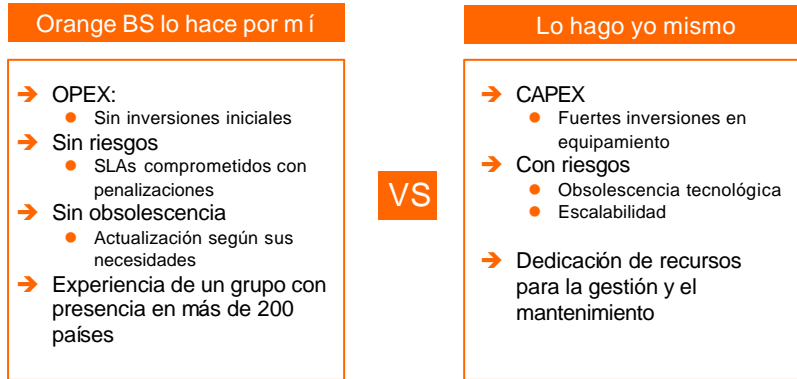 Orange BS lo hace por mí
OPEX:
Sin inversiones iniciales
Sin riesgos
SLAs comprometidos con
penalizaciones
Sin obsolescencia
Actualización según sus
necesidades
Experiencia de un grupo con
presencia en más de 200
países
VS
Lo hago yo mismo
CAPEX
Fuertes inversiones en
equipamiento
Con riesgos
Obsolescencia tecnológica
Escalabilidad
Dedicación de recursos
para la gestión y el
mantenimiento